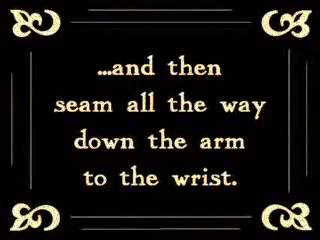 ...and then
seam all the way
down the arm
to the wrist.